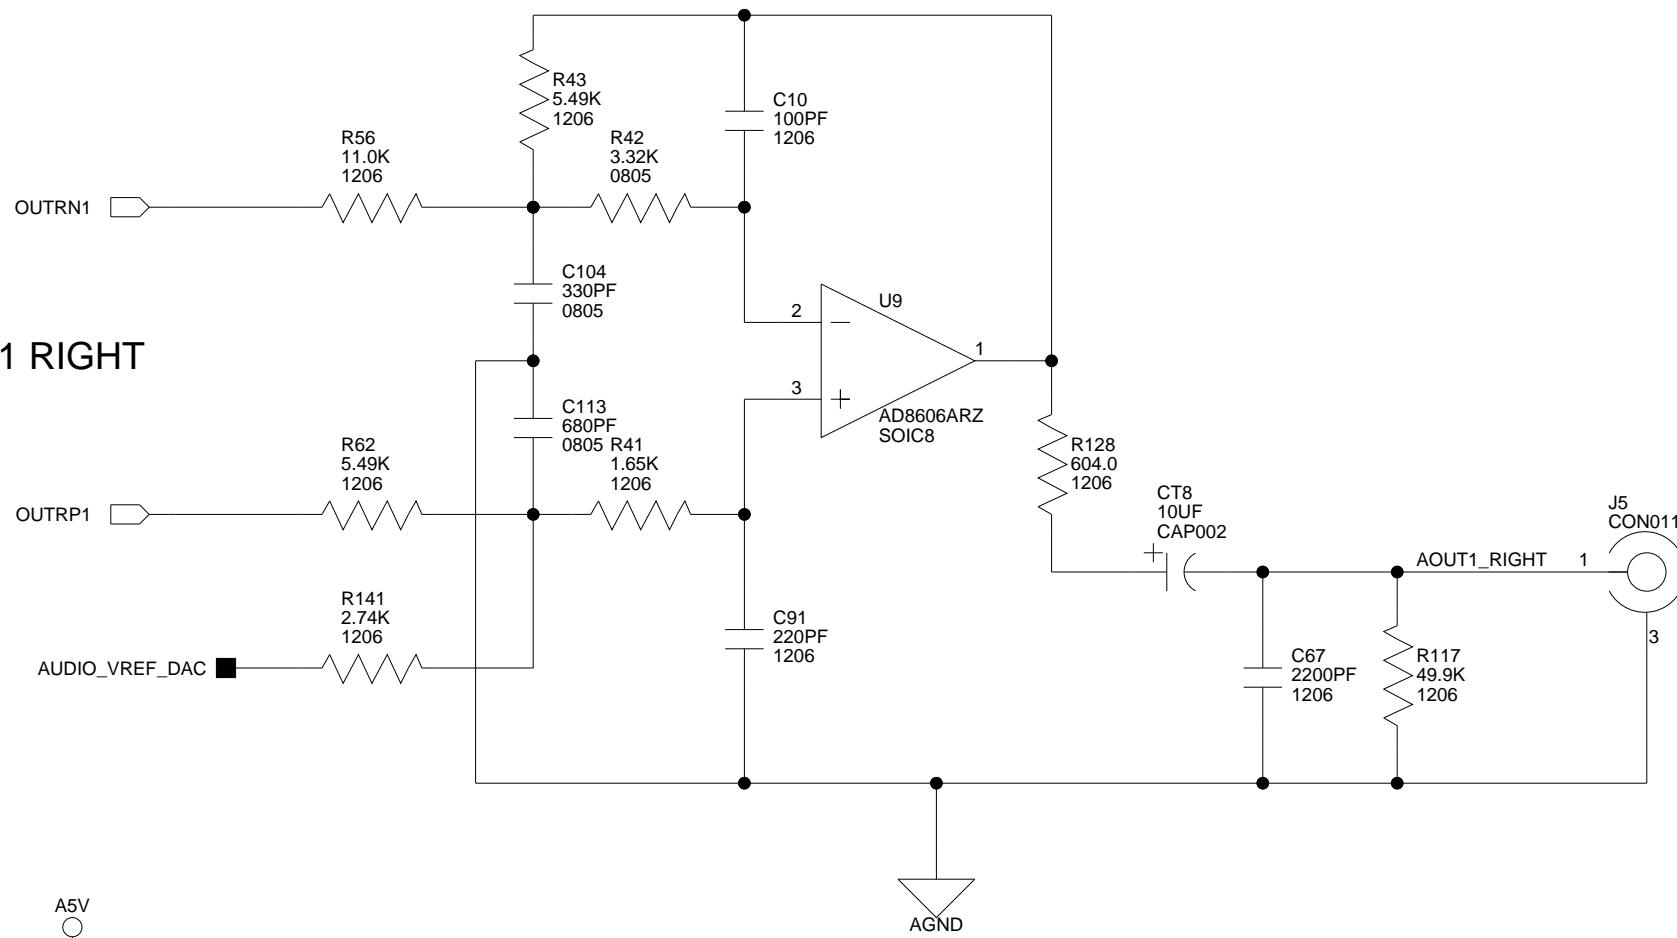 R43
5.49K
1206
C10
100PF
1206
R56
11.0K
1206
R42
3.32K
0805
OUTRN1
C104
330PF
0805
U9
2
1 RIGHT
1
3
C113
680PF
0805
AD8606ARZ
SOIC8
R62
5.49K
1206
R41
1.65K
1206
R128
604.0
1206
OUTRP1
CT8
10UF
CAP002
J5
CON011
AOUT1_RIGHT
1
R141
2.74K
1206
C91
220PF
1206
3
AUDIO_VREF_DAC
C67
2200PF
1206
R117
49.9K
1206
A5V
AGND